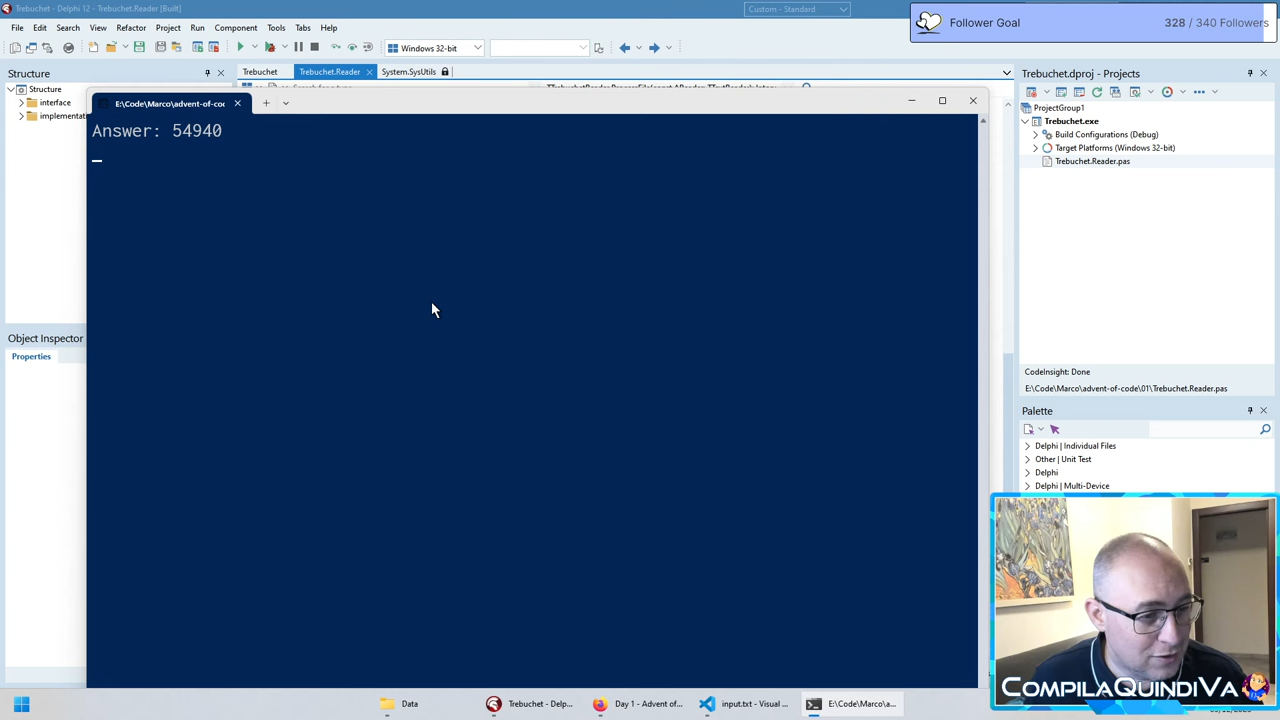 Trebuchet - Delphi 12 - Trebuchet.Reader [Built]
Custom - Standard
Follower Goal
328 / 340 Followers
File Edit Search View Refactor Project Run Component Tools Tabs Help
Windows 32-bit
Structure
Trebuchet Trebuchet.Reader System.SysUtils
Trebuchet.dproj - Projects
Structure
interface
implementat
E:\Code\Marco\advent-of-coc
Answer: 54940
ProjectGroup1
Trebuchet.exe
Build Configurations (Debug)
Target Platforms (Windows 32-bit)
Trebuchet.Reader.pas
Object Inspector
Properties
CodeInsight: Done
E:\Code\Marco\advent-of-code\01\Trebuchet.Reader.pas
Palette
Delphi | Individual Files
Other | Unit Test
Delphi
Delphi | Multi-Device
CompilaQuindiVa
Data
Trebuchet - Delp...
Day 1 - Advent of...
input.txt - Visual ...
E:\Code\Marco\a...